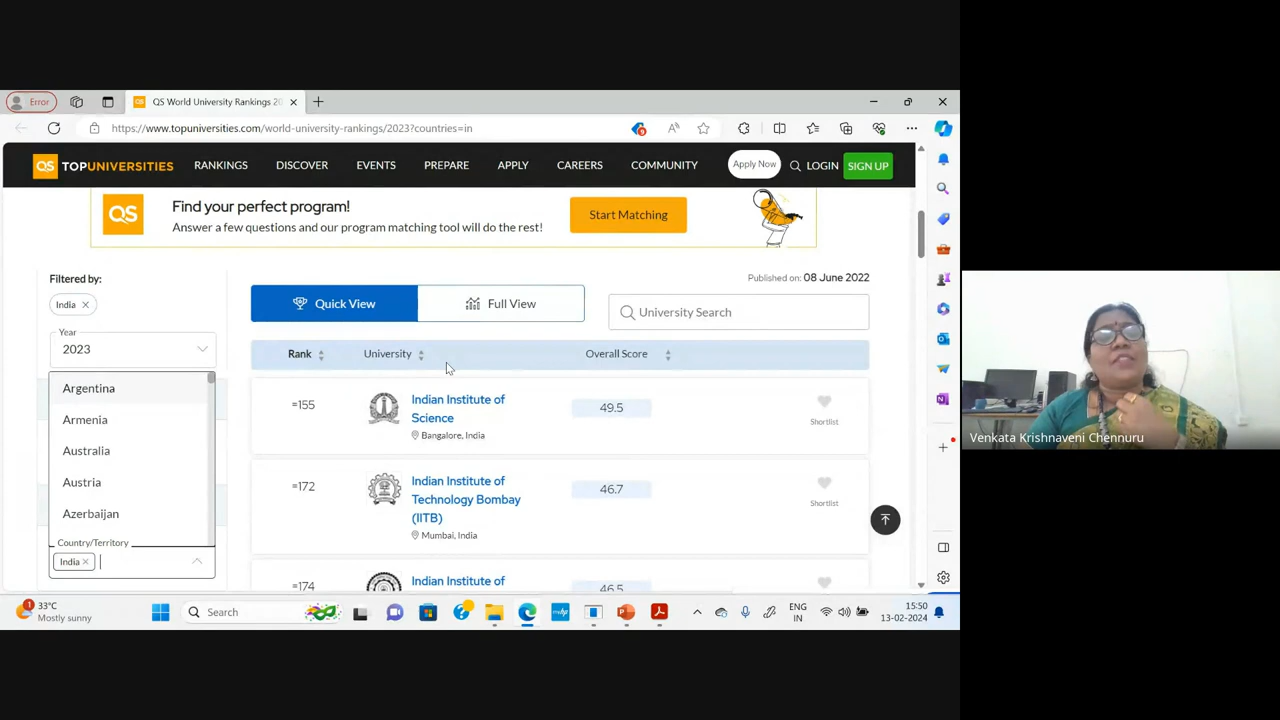 Error
QS World University Rankings 20
https://www.topuniversities.com/world-university-rankings/2023?countries=in
QS TOPUNIVERSITIES
RANKINGS
DISCOVER
EVENTS
PREPARE
APPLY
CAREERS
COMMUNITY
Apply Now
LOGIN
SIGN UP
QS
Find your perfect program!
Answer a few questions and our program matching tool will do the rest!
Start Matching
Filtered by:
India
Year
2023
Argentina
Armenia
Australia
Austria
Azerbaijan
Country/Territory
India
Published on: 08 June 2022
Quick View
Full View
University Search
Rank
University
Overall Score
=155
Indian Institute of
Science
Bangalore, India
49.5
Shortlist
=172
Indian Institute of
Technology Bombay
(IITB)
Mumbai, India
46.7
Shortlist
=174
Indian Institute of
46.5
Venkata Krishnaveni Chennuru
33°C
Mostly sunny
Search
ENG
IN
15:50
13-02-2024